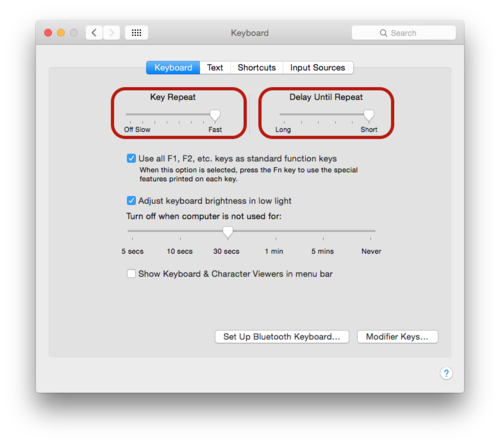 Keyboard
Search
Keyboard Text Shortcuts Input Sources
Key Repeat Delay Until Repeat
Off Slow Fast Long Short
Use all F1, F2, etc. keys as standard function keys
When this option is selected, press the Fn key to use the special
features printed on each key.
Adjust keyboard brightness in low light
Turn off when computer is not used for:
5 secs 10 secs 30 secs 1 min 5 mins Never
Show Keyboard & Character Viewers in menu bar
Set Up Bluetooth Keyboard... Modifier Keys...
?